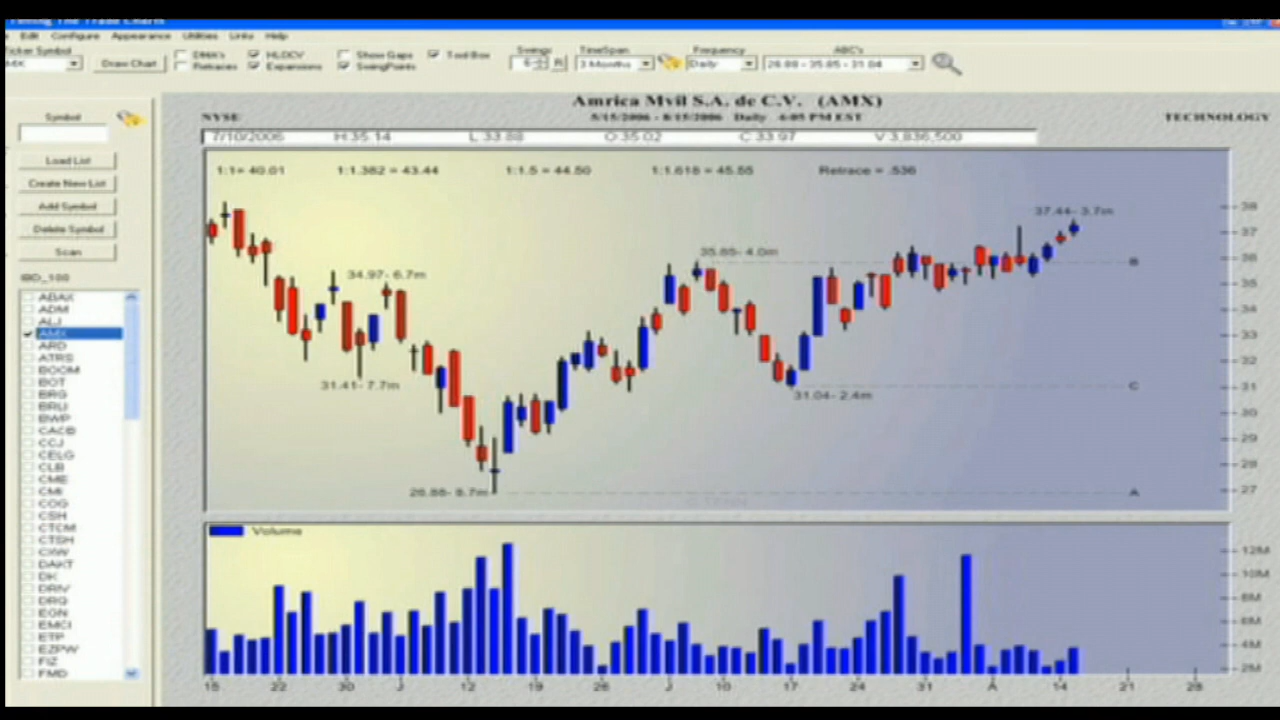 Timing The Trade Charts
Edit Configure Appearance Utilities Links Help
Ticker Symbol
AMX
Draw Chart
DMA's
Retraces
HLOCV
Expansions
Show Gaps
SwingPoints
Tool Box
Swings
6
TimeSpan
3 Months
Frequency
Daily
ABC's
26.88 - 35.85 - 31.04
Symbol
Load List
Create New List
Add Symbol
Delete Symbol
Scan
IBD_100
ABAX
ADM
ALJ
AMX
ARD
ATRS
BOOM
BOT
BRG
BRLI
BWP
CACB
CCJ
CELG
CLB
CME
CMI
COG
CSH
CTCM
CTSH
CXW
DAKT
DK
DRIV
DRQ
EGN
EMCI
ETP
EZPW
FIZ
FMD
Amrica Mvil S.A. de C.V. (AMX)
NYSE
5/15/2006 - 8/15/2006 Daily 6:05 PM EST
TECHNOLOGY
7/10/2006 H:35.14 L:33.88 O:35.02 C:33.97 V:3,836,500
1:1= 40.01 1:1.382 = 43.44 1:1.5 = 44.50 1:1.618 = 45.55 Retrace = .536
37.44- 3.7m
35.85- 4.0m
34.97- 6.7m
31.41- 7.7m
31.04- 2.4m
26.88- 8.7m
B
C
A
38
37
36
35
34
33
32
31
30
29
28
27
Volume
12M
10M
8M
6M
4M
2M
15 22 30 J 12 19 26 J 10 17 24 31 A 14 21 28